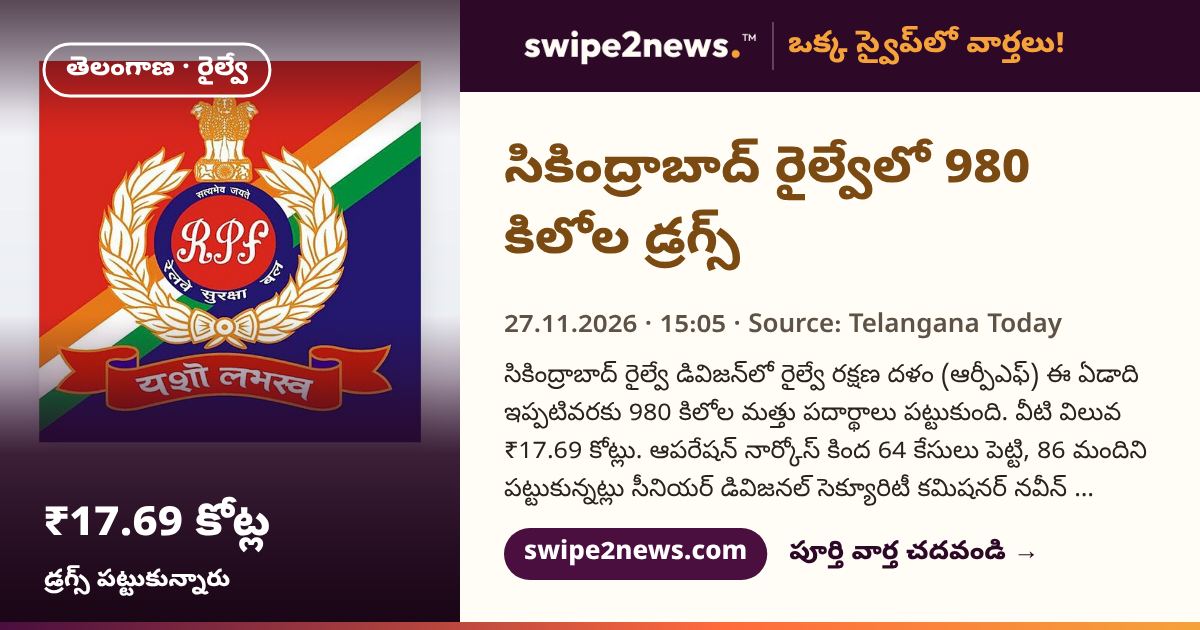 తెలంగాణ · రైల్వే
सत्यमेव जयते
RPf
रेलवे सुरक्षा बल
यशो लभस्व
₹17.69 కోట్ల
డ్రగ్స్ పట్టుకున్నారు
swipe2news.™ | ఒక్క స్వైప్‌లో వార్తలు!
సికింద్రాబాద్ రైల్వేలో 980
కిలోల డ్రగ్స్
27.11.2026 · 15:05 · Source: Telangana Today
సికింద్రాబాద్ రైల్వే డివిజన్‌లో రైల్వే రక్షణ దళం (ఆర్పీఎఫ్) ఈ ఏడాది
ఇప్పటివరకు 980 కిలోల మత్తు పదార్థాలు పట్టుకుంది. వీటి విలువ
₹17.69 కోట్లు. ఆపరేషన్ నార్కోస్ కింద 64 కేసులు పెట్టి, 86 మందిని
పట్టుకున్నట్లు సీనియర్ డివిజనల్ సెక్యూరిటీ కమిషనర్ నవీన్ ...
swipe2news.com
పూర్తి వార్త చదవండి →